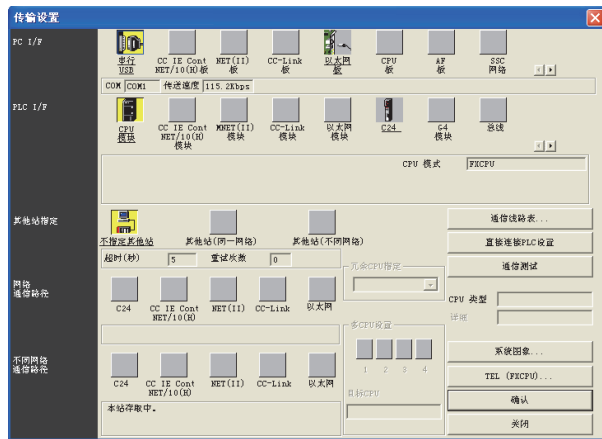 传输设置
PC I/F
串行
USB
CC IE Cont
NET/10(H)板
NET(II)
板
CC-Link
板
以太网
板
CPU
板
AF
板
SSC
网络
COM COM1 传送速度 115.2Kbps
PLC I/F
CPU
模块
CC IE Cont
NET/10(H)
模块
MNET(II)
模块
CC-Link
模块
以太网
模块
C24
G4
模块
总线
CPU 模式 FXCPU
其他站指定
不指定其他站
其他站(同一网络)
其他站(不同网络)
通信线路表...
直接连接PLC设置
超时(秒) 5 重试次数 0
通信测试
冗余CPU指定
网络
通信路径
C24
CC IE Cont
NET/10(H)
NET(II)
CC-Link
以太网
CPU 类型
详细
多CPU设置
1 2 3 4
目标CPU
不同网络
通信路径
C24
CC IE Cont
NET/10(H)
NET(II)
CC-Link
以太网
本站存取中。
系统图象...
TEL (FXCPU)...
确认
关闭